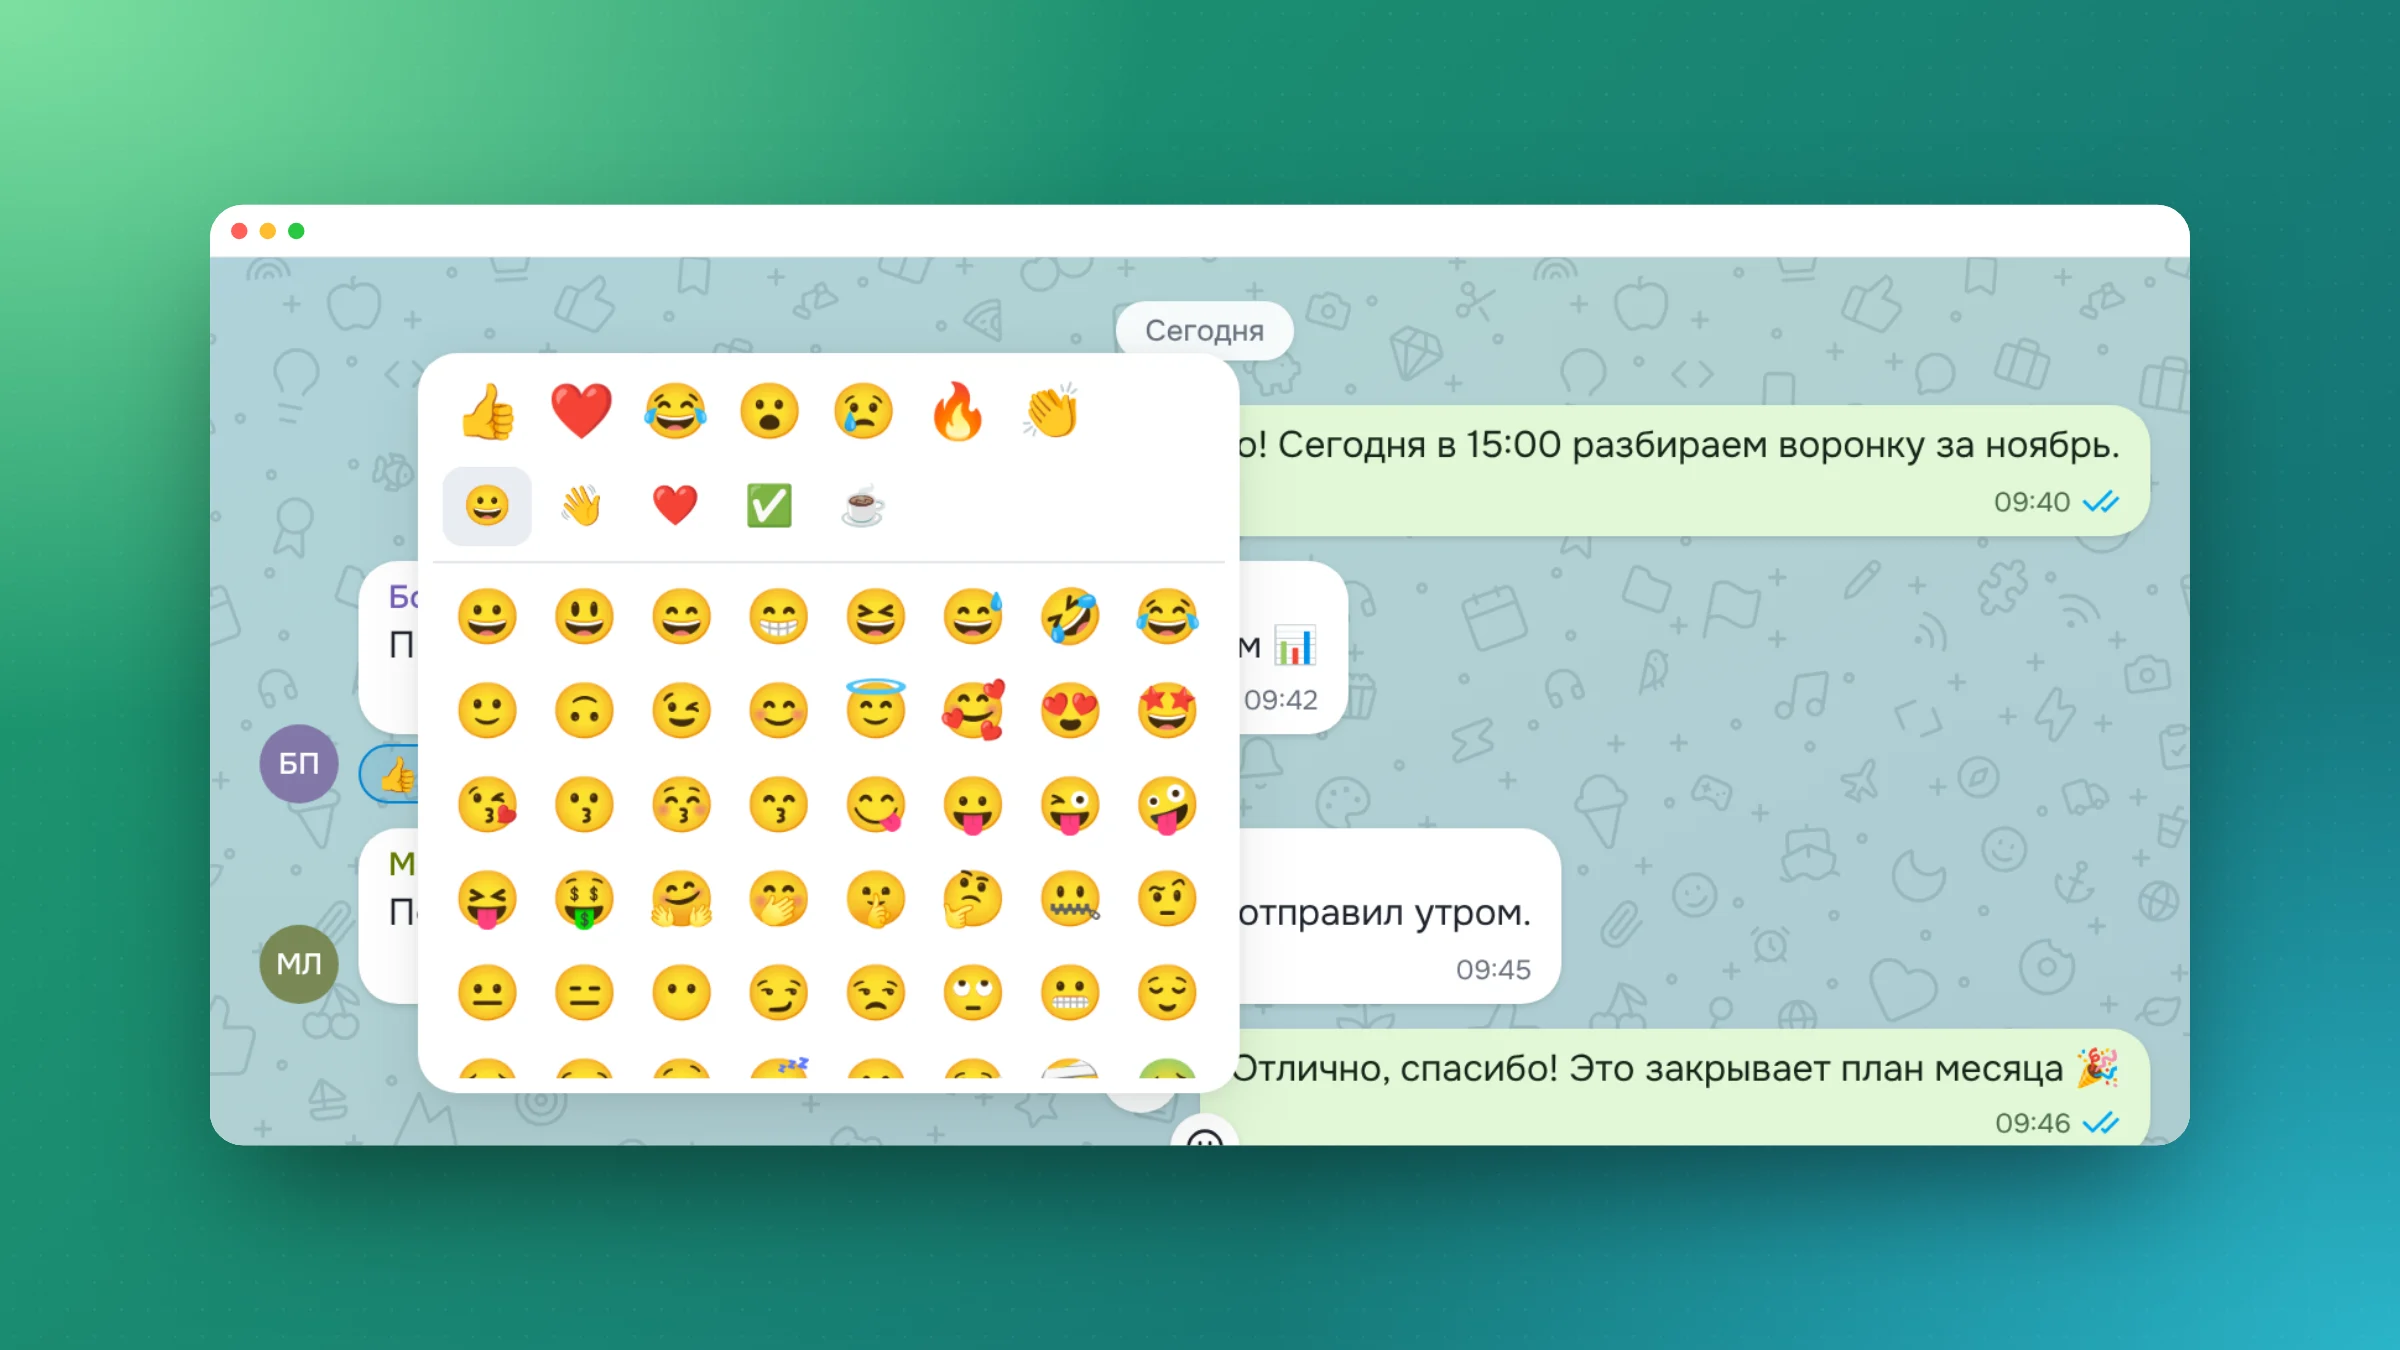 Сегодня
о! Сегодня в 15:00 разбираем воронку за ноябрь.
09:40
м
09:42
БП
отправил утром.
МЛ
09:45
Отлично, спасибо! Это закрывает план месяца
09:46